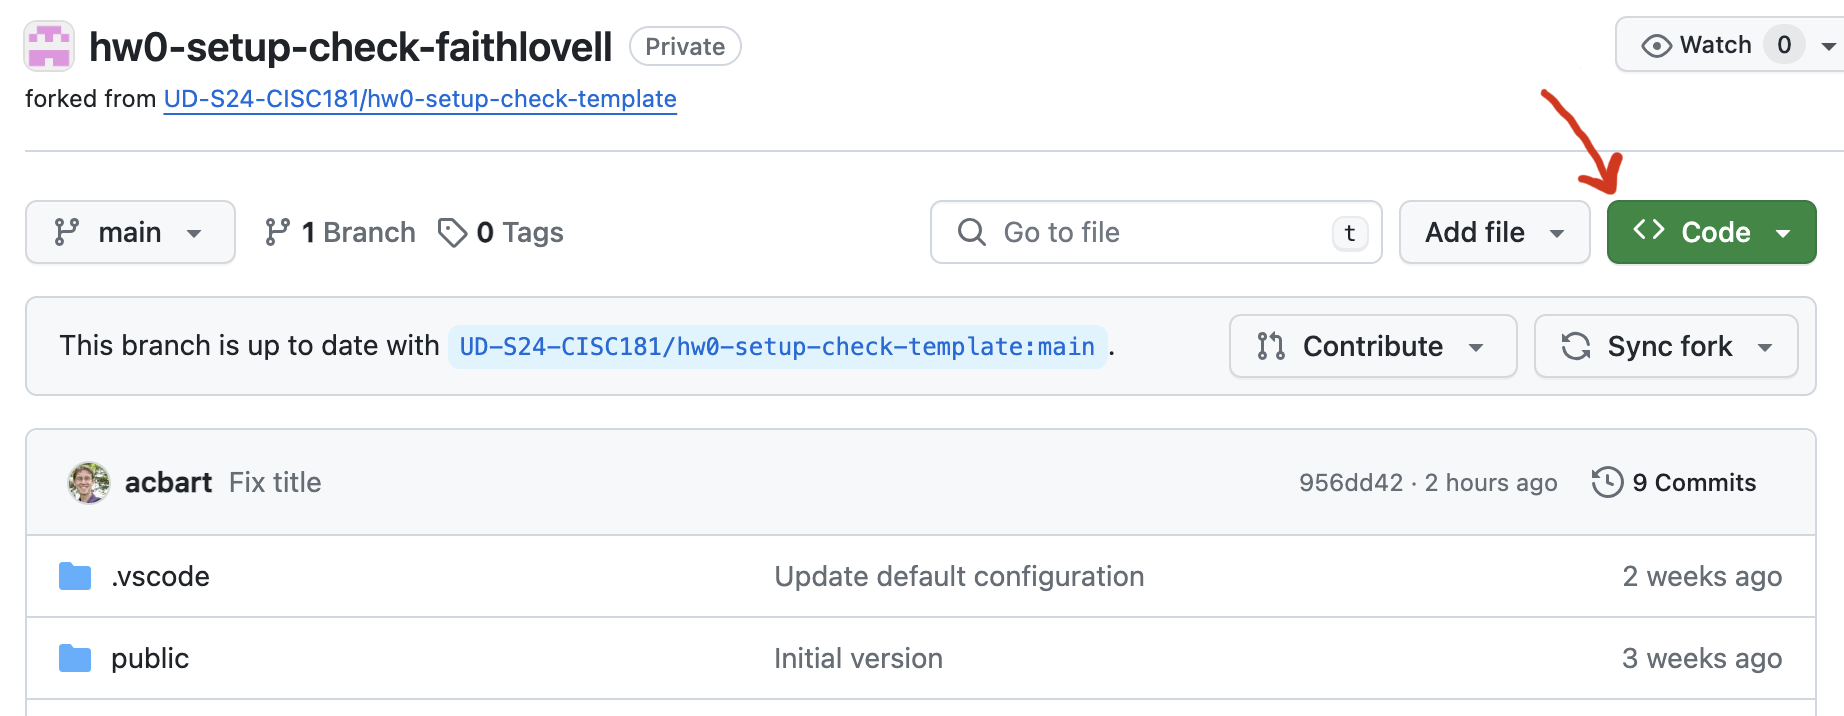 hw0-setup-check-faithlovell Private Watch 0
forked from UD-S24-CISC181/hw0-setup-check-template
main 1 Branch 0 Tags Go to file t Add file <> Code
This branch is up to date with UD-S24-CISC181/hw0-setup-check-template:main . Contribute Sync fork
acbart Fix title 956dd42 · 2 hours ago 9 Commits
.vscode Update default configuration 2 weeks ago
public Initial version 3 weeks ago